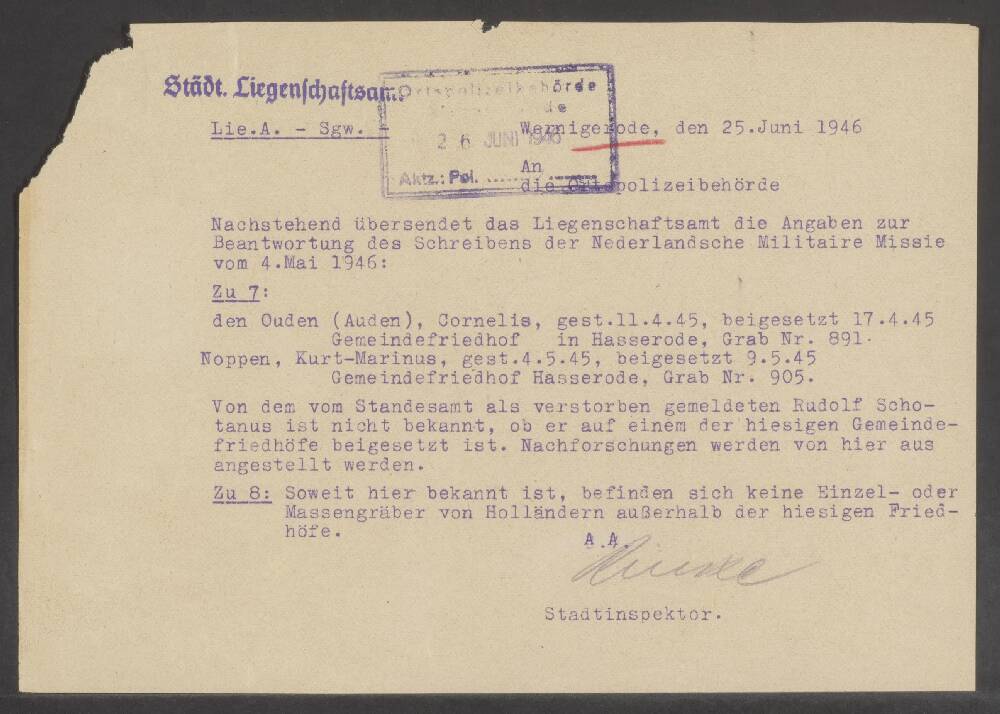 Städt. Liegenschaftsamt
Ortspolizeibehörde
26 JUNI 1946
Aktz.: Pol. ....................
Lie.A. - Sgw. -
Wernigerode, den 25.Juni 1946
An
die Ortspolizeibehörde
Nachstehend übersendet das Liegenschaftsamt die Angaben zur
Beantwortung des Schreibens der Nederlandsche Militaire Missie
vom 4.Mai 1946:
Zu 7:
den Ouden (Auden), Cornelis, gest.11.4.45, beigesetzt 17.4.45
Gemeindefriedhof in Hasserode, Grab Nr. 891.
Noppen, Kurt-Marinus, gest.4.5.45, beigesetzt 9.5.45
Gemeindefriedhof Hasserode, Grab Nr. 905.
Von dem vom Standesamt als verstorben gemeldeten Rudolf Scho-
tanus ist nicht bekannt, ob er auf einem der hiesigen Gemeinde-
friedhöfe beigesetzt ist. Nachforschungen werden von hier aus
angestellt werden.
Zu 8: Soweit hier bekannt ist, befinden sich keine Einzel- oder
Massengräber von Holländern außerhalb der hiesigen Fried-
höfe.
A.A.
Stadtinspektor.